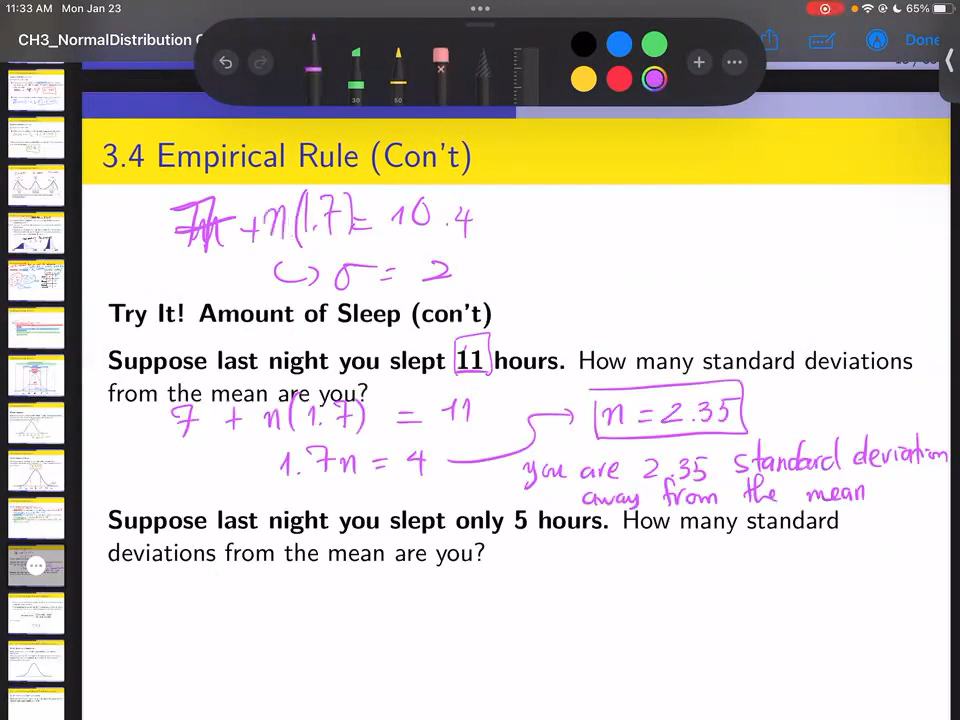 11:33 AM Mon Jan 23
65%
CH3_NormalDistribution
Done
30
50
3.4 Empirical Rule (Con't)
+ n(1.7) = 10.4
↳ σ = 2
Try It! Amount of Sleep (con't)
Suppose last night you slept 11 hours. How many standard deviations
from the mean are you?
7 + n(1.7) = 11
n = 2.35
1.7n = 4
you are 2.35 standard deviation
away from the mean
Suppose last night you slept only 5 hours. How many standard
deviations from the mean are you?